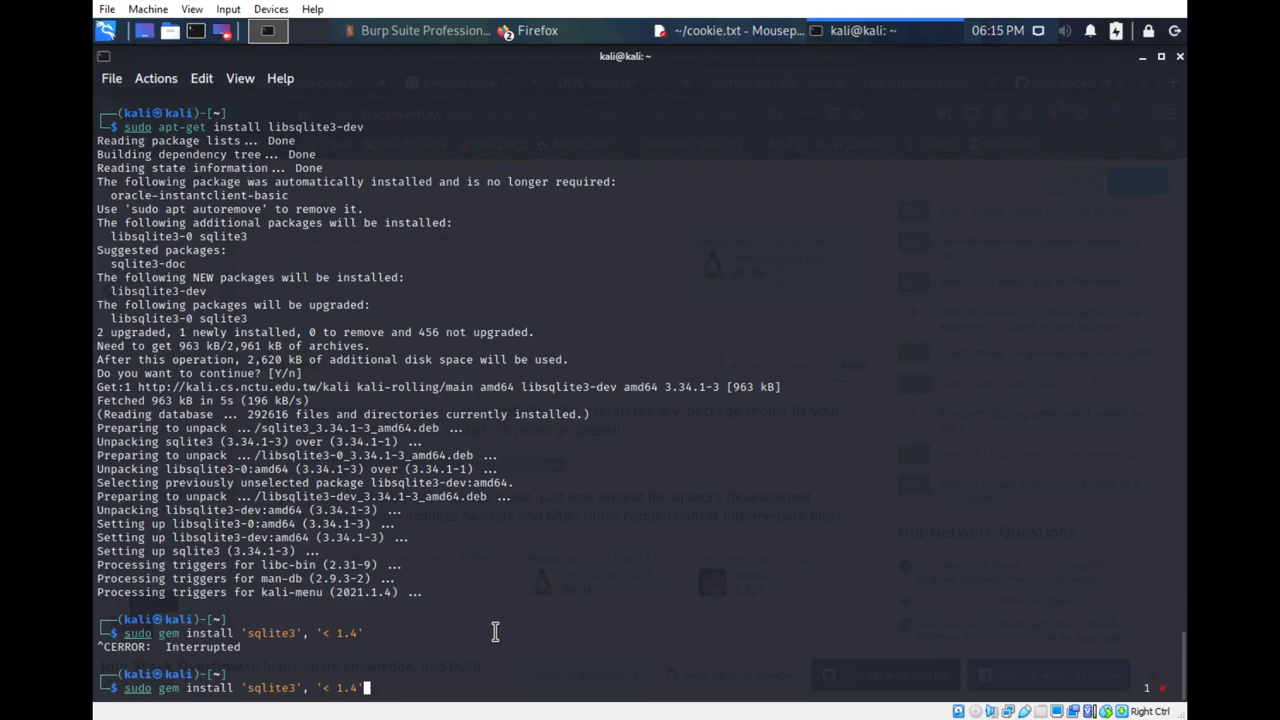 File Machine View Input Devices Help
Burp Suite Profession... Firefox ~/cookie.txt - Mousep... kali@kali: ~ 06:15 PM
kali@kali: ~
File Actions Edit View Help
┌──(kali㉿kali)-[~]
└─$ sudo apt-get install libsqlite3-dev
Reading package lists... Done
Building dependency tree... Done
Reading state information... Done
The following package was automatically installed and is no longer required:
oracle-instantclient-basic
Use 'sudo apt autoremove' to remove it.
The following additional packages will be installed:
libsqlite3-0 sqlite3
Suggested packages:
sqlite3-doc
The following NEW packages will be installed:
libsqlite3-dev
The following packages will be upgraded:
libsqlite3-0 sqlite3
2 upgraded, 1 newly installed, 0 to remove and 456 not upgraded.
Need to get 963 kB/2,961 kB of archives.
After this operation, 2,620 kB of additional disk space will be used.
Do you want to continue? [Y/n]
Get:1 http://kali.cs.nctu.edu.tw/kali kali-rolling/main amd64 libsqlite3-dev amd64 3.34.1-3 [963 kB]
Fetched 963 kB in 5s (196 kB/s)
(Reading database ... 292616 files and directories currently installed.)
Preparing to unpack .../sqlite3_3.34.1-3_amd64.deb ...
Unpacking sqlite3 (3.34.1-3) over (3.34.1-1) ...
Preparing to unpack .../libsqlite3-0_3.34.1-3_amd64.deb ...
Unpacking libsqlite3-0:amd64 (3.34.1-3) over (3.34.1-1) ...
Selecting previously unselected package libsqlite3-dev:amd64.
Preparing to unpack .../libsqlite3-dev_3.34.1-3_amd64.deb ...
Unpacking libsqlite3-dev:amd64 (3.34.1-3) ...
Setting up libsqlite3-0:amd64 (3.34.1-3) ...
Setting up libsqlite3-dev:amd64 (3.34.1-3) ...
Setting up sqlite3 (3.34.1-3) ...
Processing triggers for libc-bin (2.31-9) ...
Processing triggers for man-db (2.9.3-2) ...
Processing triggers for kali-menu (2021.1.4) ...
┌──(kali㉿kali)-[~]
└─$ sudo gem install 'sqlite3', '< 1.4'
^CERROR: Interrupted
┌──(kali㉿kali)-[~]
└─$ sudo gem install 'sqlite3', '< 1.4' 1 ⨯
Hot Network Questions
Join Stack Overflow to learn, share knowledge, and build
Right Ctrl